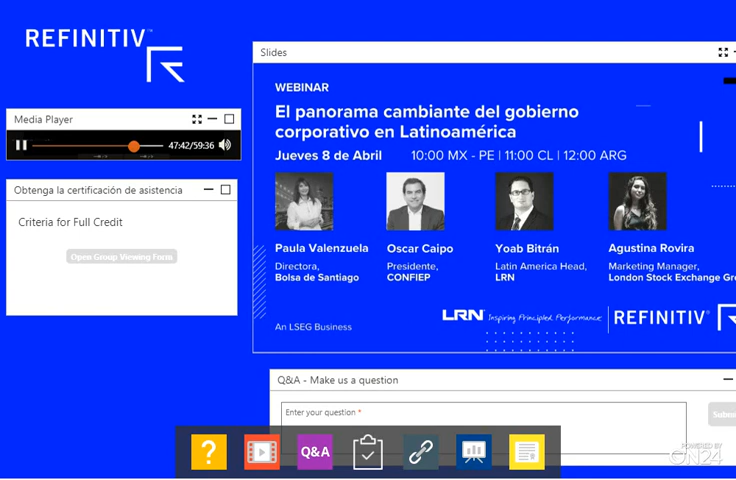 REFINITIV™
Media Player
47:42/59:36
Obtenga la certificación de asistencia
Criteria for Full Credit
Open Group Viewing Form
Slides
WEBINAR
El panorama cambiante del gobierno
corporativo en Latinoamérica
Jueves 8 de Abril 10:00 MX - PE | 11:00 CL | 12:00 ARG
Paula Valenzuela
Directora,
Bolsa de Santiago
Oscar Caipo
Presidente,
CONFIEP
Yoab Bitrán
Latin America Head,
LRN
Agustina Rovira
Marketing Manager,
London Stock Exchange Gr
An LSEG Business
LRN Inspiring Principled Performance
REFINITIV
Q&A - Make us a question
Enter your question *
Subm
?
Q&A
POWERED BY
ON24